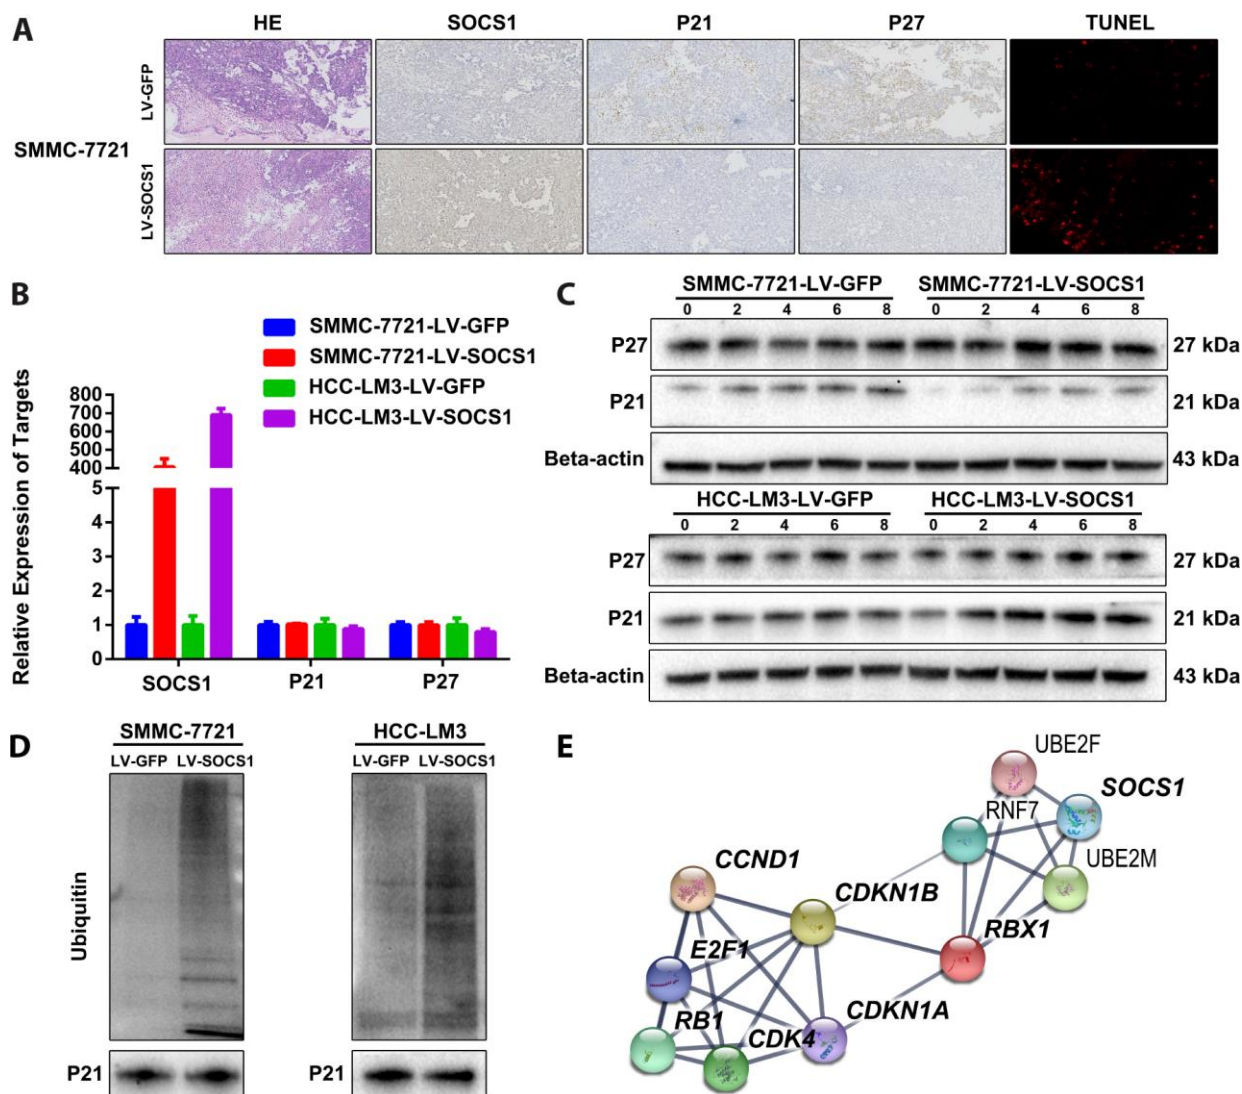 A
HE SOCS1 P21 P27 TUNEL
LV-GFP
SMMC-7721
LV-SOCS1
B
SMMC-7721-LV-GFP
SMMC-7721-LV-SOCS1
HCC-LM3-LV-GFP
HCC-LM3-LV-SOCS1
Relative Expression of Targets
800
700
600
500
400
5
4
3
2
1
0
SOCS1 P21 P27
C
SMMC-7721-LV-GFP SMMC-7721-LV-SOCS1
0 2 4 6 8 0 2 4 6 8
P27 27 kDa
P21 21 kDa
Beta-actin 43 kDa
HCC-LM3-LV-GFP HCC-LM3-LV-SOCS1
0 2 4 6 8 0 2 4 6 8
P27 27 kDa
P21 21 kDa
Beta-actin 43 kDa
D
SMMC-7721 HCC-LM3
LV-GFP LV-SOCS1 LV-GFP LV-SOCS1
Ubiquitin
P21 P21
E
UBE2F
SOCS1
RNF7
UBE2M
CCND1
CDKN1B
RBX1
E2F1
CDKN1A
RB1
CDK4